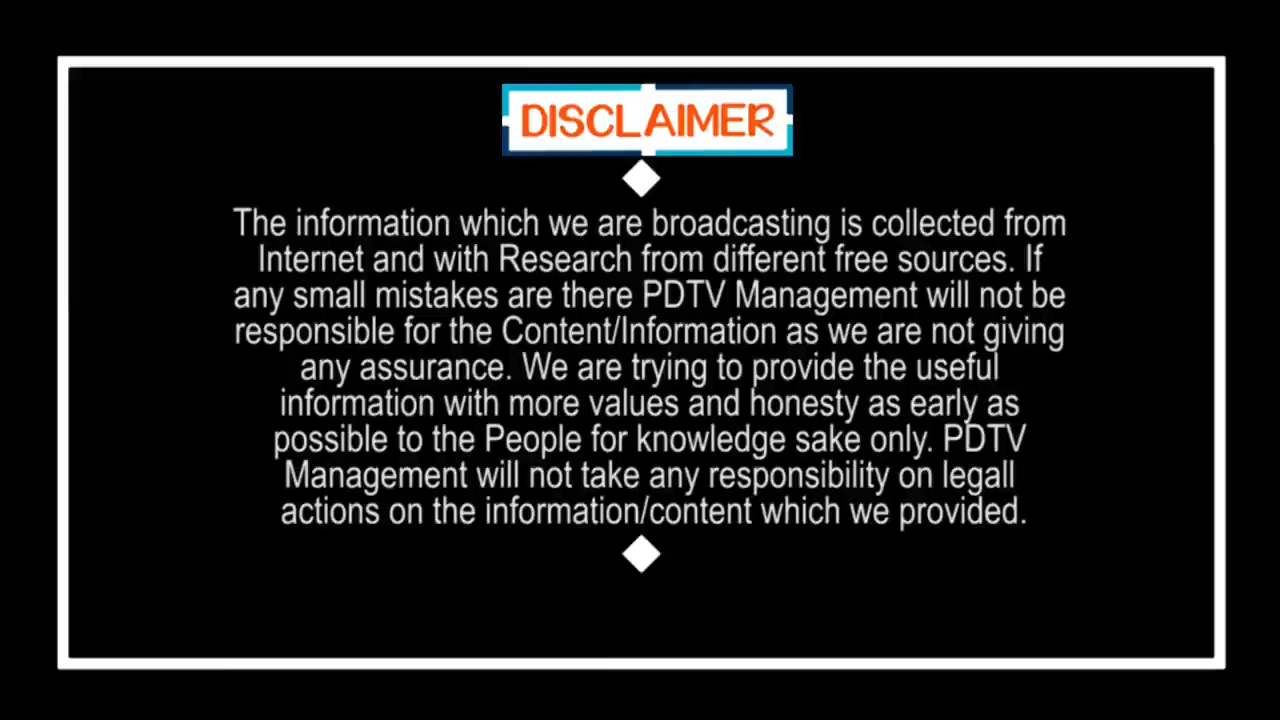 DISCLAIMER
The information which we are broadcasting is collected from
Internet and with Research from different free sources. If
any small mistakes are there PDTV Management will not be
responsible for the Content/Information as we are not giving
any assurance. We are trying to provide the useful
information with more values and honesty as early as
possible to the People for knowledge sake only. PDTV
Management will not take any responsibility on legall
actions on the information/content which we provided.